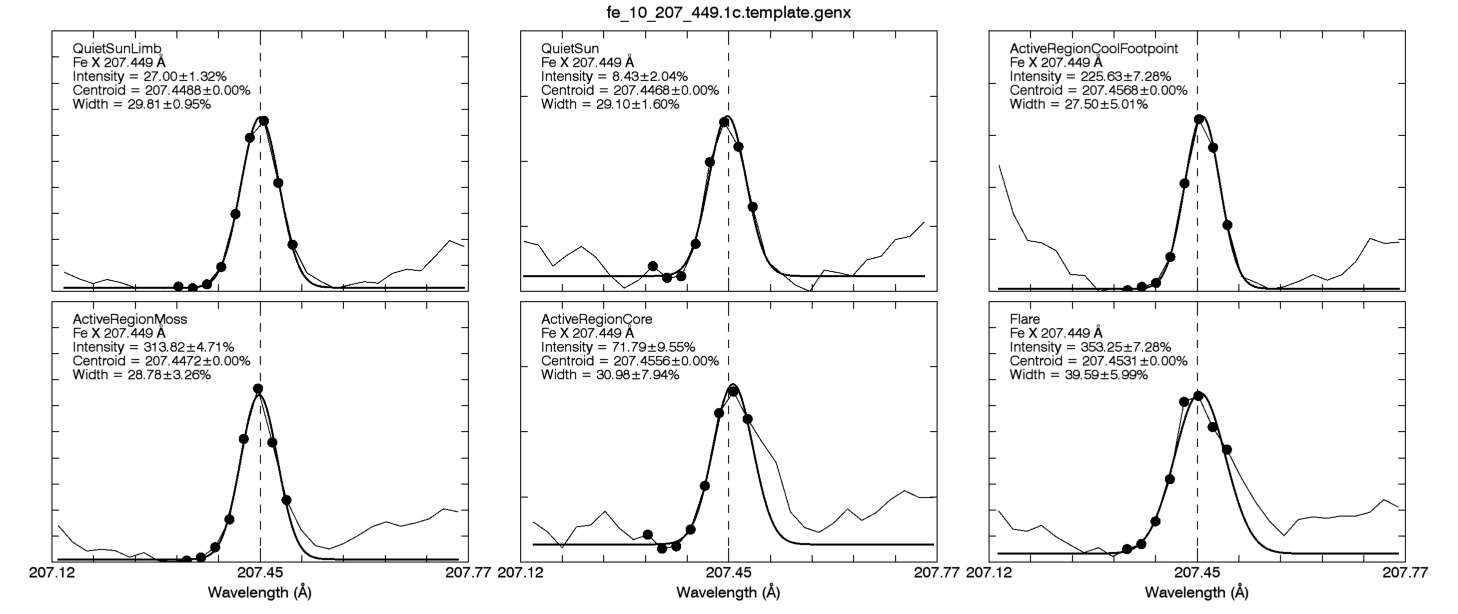 fe_10_207_449.1c.template.genx
QuietSunLimb
Fe X 207.449 Å
Intensity = 27.00±1.32%
Centroid = 207.4488±0.00%
Width = 29.81±0.95%
QuietSun
Fe X 207.449 Å
Intensity = 8.43±2.04%
Centroid = 207.4468±0.00%
Width = 29.10±1.60%
ActiveRegionCoolFootpoint
Fe X 207.449 Å
Intensity = 225.63±7.28%
Centroid = 207.4568±0.00%
Width = 27.50±5.01%
ActiveRegionMoss
Fe X 207.449 Å
Intensity = 313.82±4.71%
Centroid = 207.4472±0.00%
Width = 28.78±3.26%
ActiveRegionCore
Fe X 207.449 Å
Intensity = 71.79±9.55%
Centroid = 207.4556±0.00%
Width = 30.98±7.94%
Flare
Fe X 207.449 Å
Intensity = 353.25±7.28%
Centroid = 207.4531±0.00%
Width = 39.59±5.99%
207.12 207.45 207.77
207.12 207.45 207.77
207.12 207.45 207.77
Wavelength (Å)
Wavelength (Å)
Wavelength (Å)